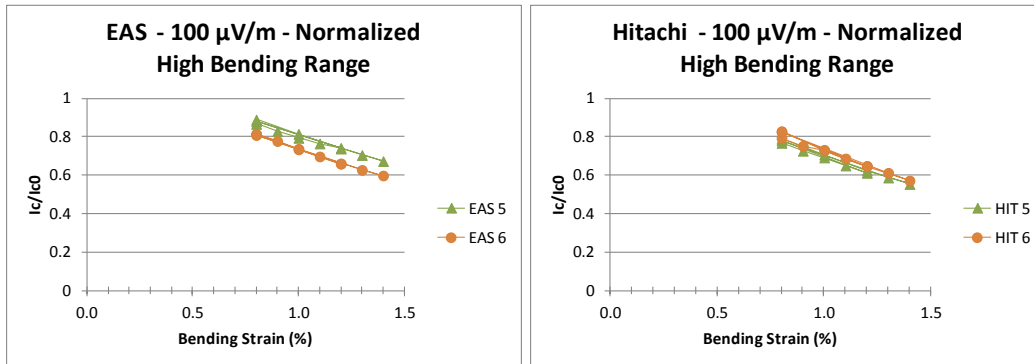 EAS - 100 µV/m - Normalized
High Bending Range
Ic/Ic0
1
0.8
0.6
0.4
0.2
0
0.0
0.5
1.0
1.5
Bending Strain (%)
EAS 5
EAS 6
Hitachi - 100 µV/m - Normalized
High Bending Range
Ic/Ic0
1
0.8
0.6
0.4
0.2
0
0.0
0.5
1.0
1.5
Bending Strain (%)
HIT 5
HIT 6